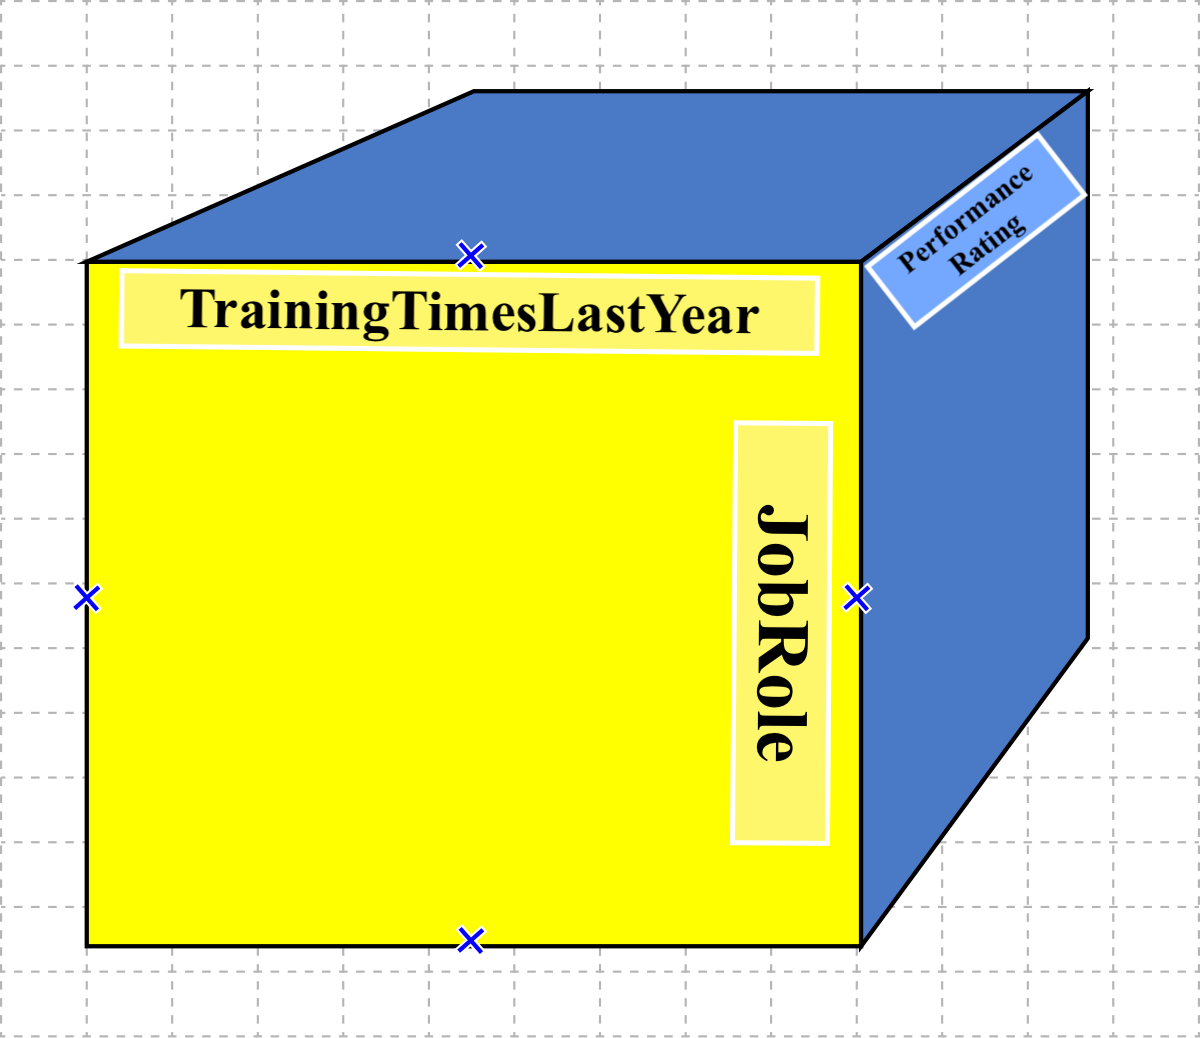 Performance
Rating
TrainingTimesLastYear
JobRole